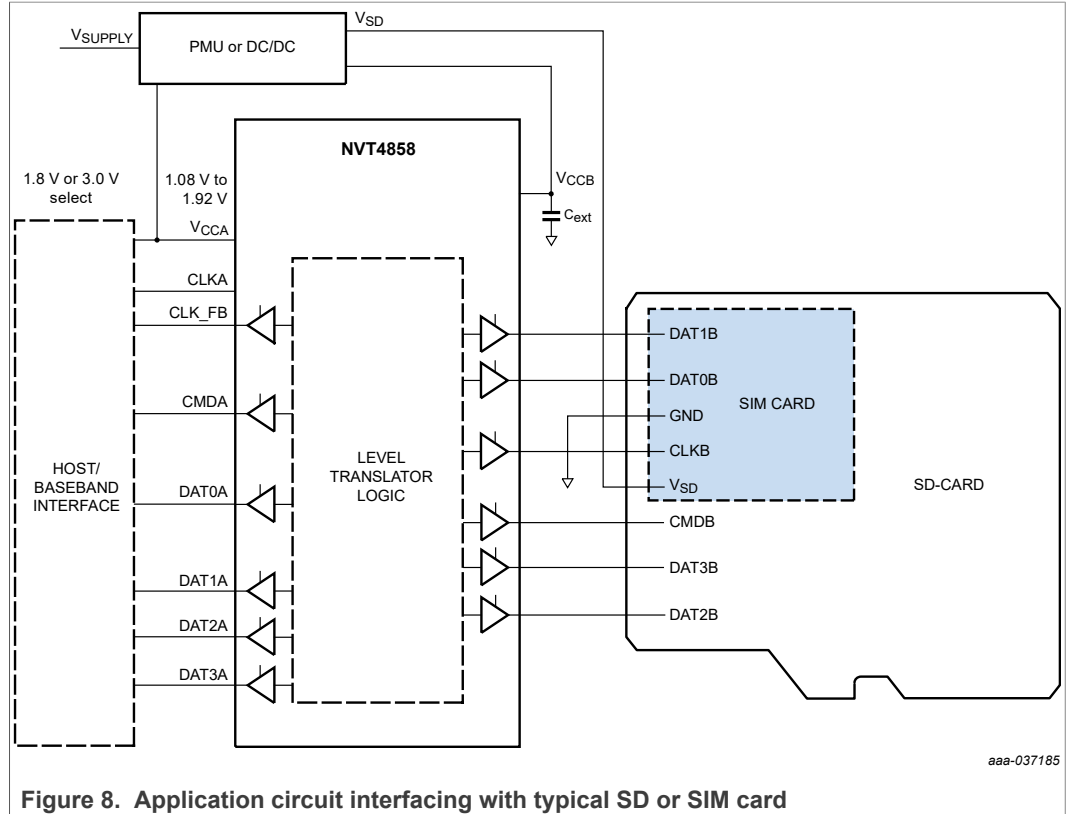 VSD
VSUPPLY
PMU or DC/DC
NVT4858
1.8 V or 3.0 V
select
1.08 V to
1.92 V
VCCB
Cext
VCCA
CLKA
CLK_FB
CMDA
DAT0A
DAT1A
DAT2A
DAT3A
HOST/
BASEBAND
INTERFACE
LEVEL
TRANSLATOR
LOGIC
DAT1B
DAT0B
GND
CLKB
VSD
SIM CARD
CMDB
DAT3B
DAT2B
SD-CARD
aaa-037185
Figure 8. Application circuit interfacing with typical SD or SIM card